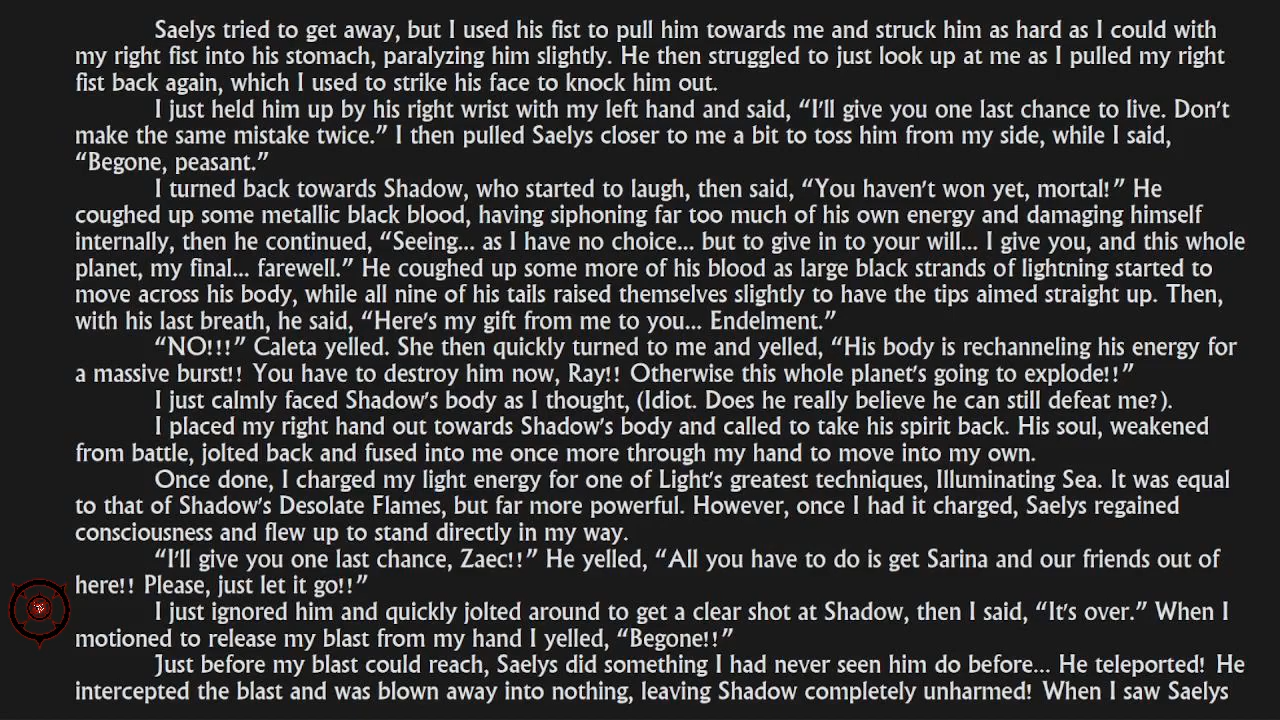 Saelys tried to get away, but I used his fist to pull him towards me and struck him as hard as I could with
my right fist into his stomach, paralyzing him slightly. He then struggled to just look up at me as I pulled my right
fist back again, which I used to strike his face to knock him out.
I just held him up by his right wrist with my left hand and said, “I'll give you one last chance to live. Don't
make the same mistake twice.” I then pulled Saelys closer to me a bit to toss him from my side, while I said,
“Begone, peasant.”
I turned back towards Shadow, who started to laugh, then said, “You haven't won yet, mortal!” He
coughed up some metallic black blood, having siphoning far too much of his own energy and damaging himself
internally, then he continued, “Seeing... as I have no choice... but to give in to your will... I give you, and this whole
planet, my final... farewell.” He coughed up some more of his blood as large black strands of lightning started to
move across his body, while all nine of his tails raised themselves slightly to have the tips aimed straight up. Then,
with his last breath, he said, “Here's my gift from me to you... Endelment.”
“NO!!!” Caleta yelled. She then quickly turned to me and yelled, “His body is rechanneling his energy for
a massive burst!! You have to destroy him now, Ray!! Otherwise this whole planet's going to explode!!”
I just calmly faced Shadow's body as I thought, (Idiot. Does he really believe he can still defeat me?).
I placed my right hand out towards Shadow's body and called to take his spirit back. His soul, weakened
from battle, jolted back and fused into me once more through my hand to move into my own.
Once done, I charged my light energy for one of Light's greatest techniques, Illuminating Sea. It was equal
to that of Shadow's Desolate Flames, but far more powerful. However, once I had it charged, Saelys regained
consciousness and flew up to stand directly in my way.
“I'll give you one last chance, Zaec!!” He yelled, “All you have to do is get Sarina and our friends out of
here!! Please, just let it go!!”
I just ignored him and quickly jolted around to get a clear shot at Shadow, then I said, “It's over.” When I
motioned to release my blast from my hand I yelled, “Begone!!”
Just before my blast could reach, Saelys did something I had never seen him do before... He teleported! He
intercepted the blast and was blown away into nothing, leaving Shadow completely unharmed! When I saw Saelys